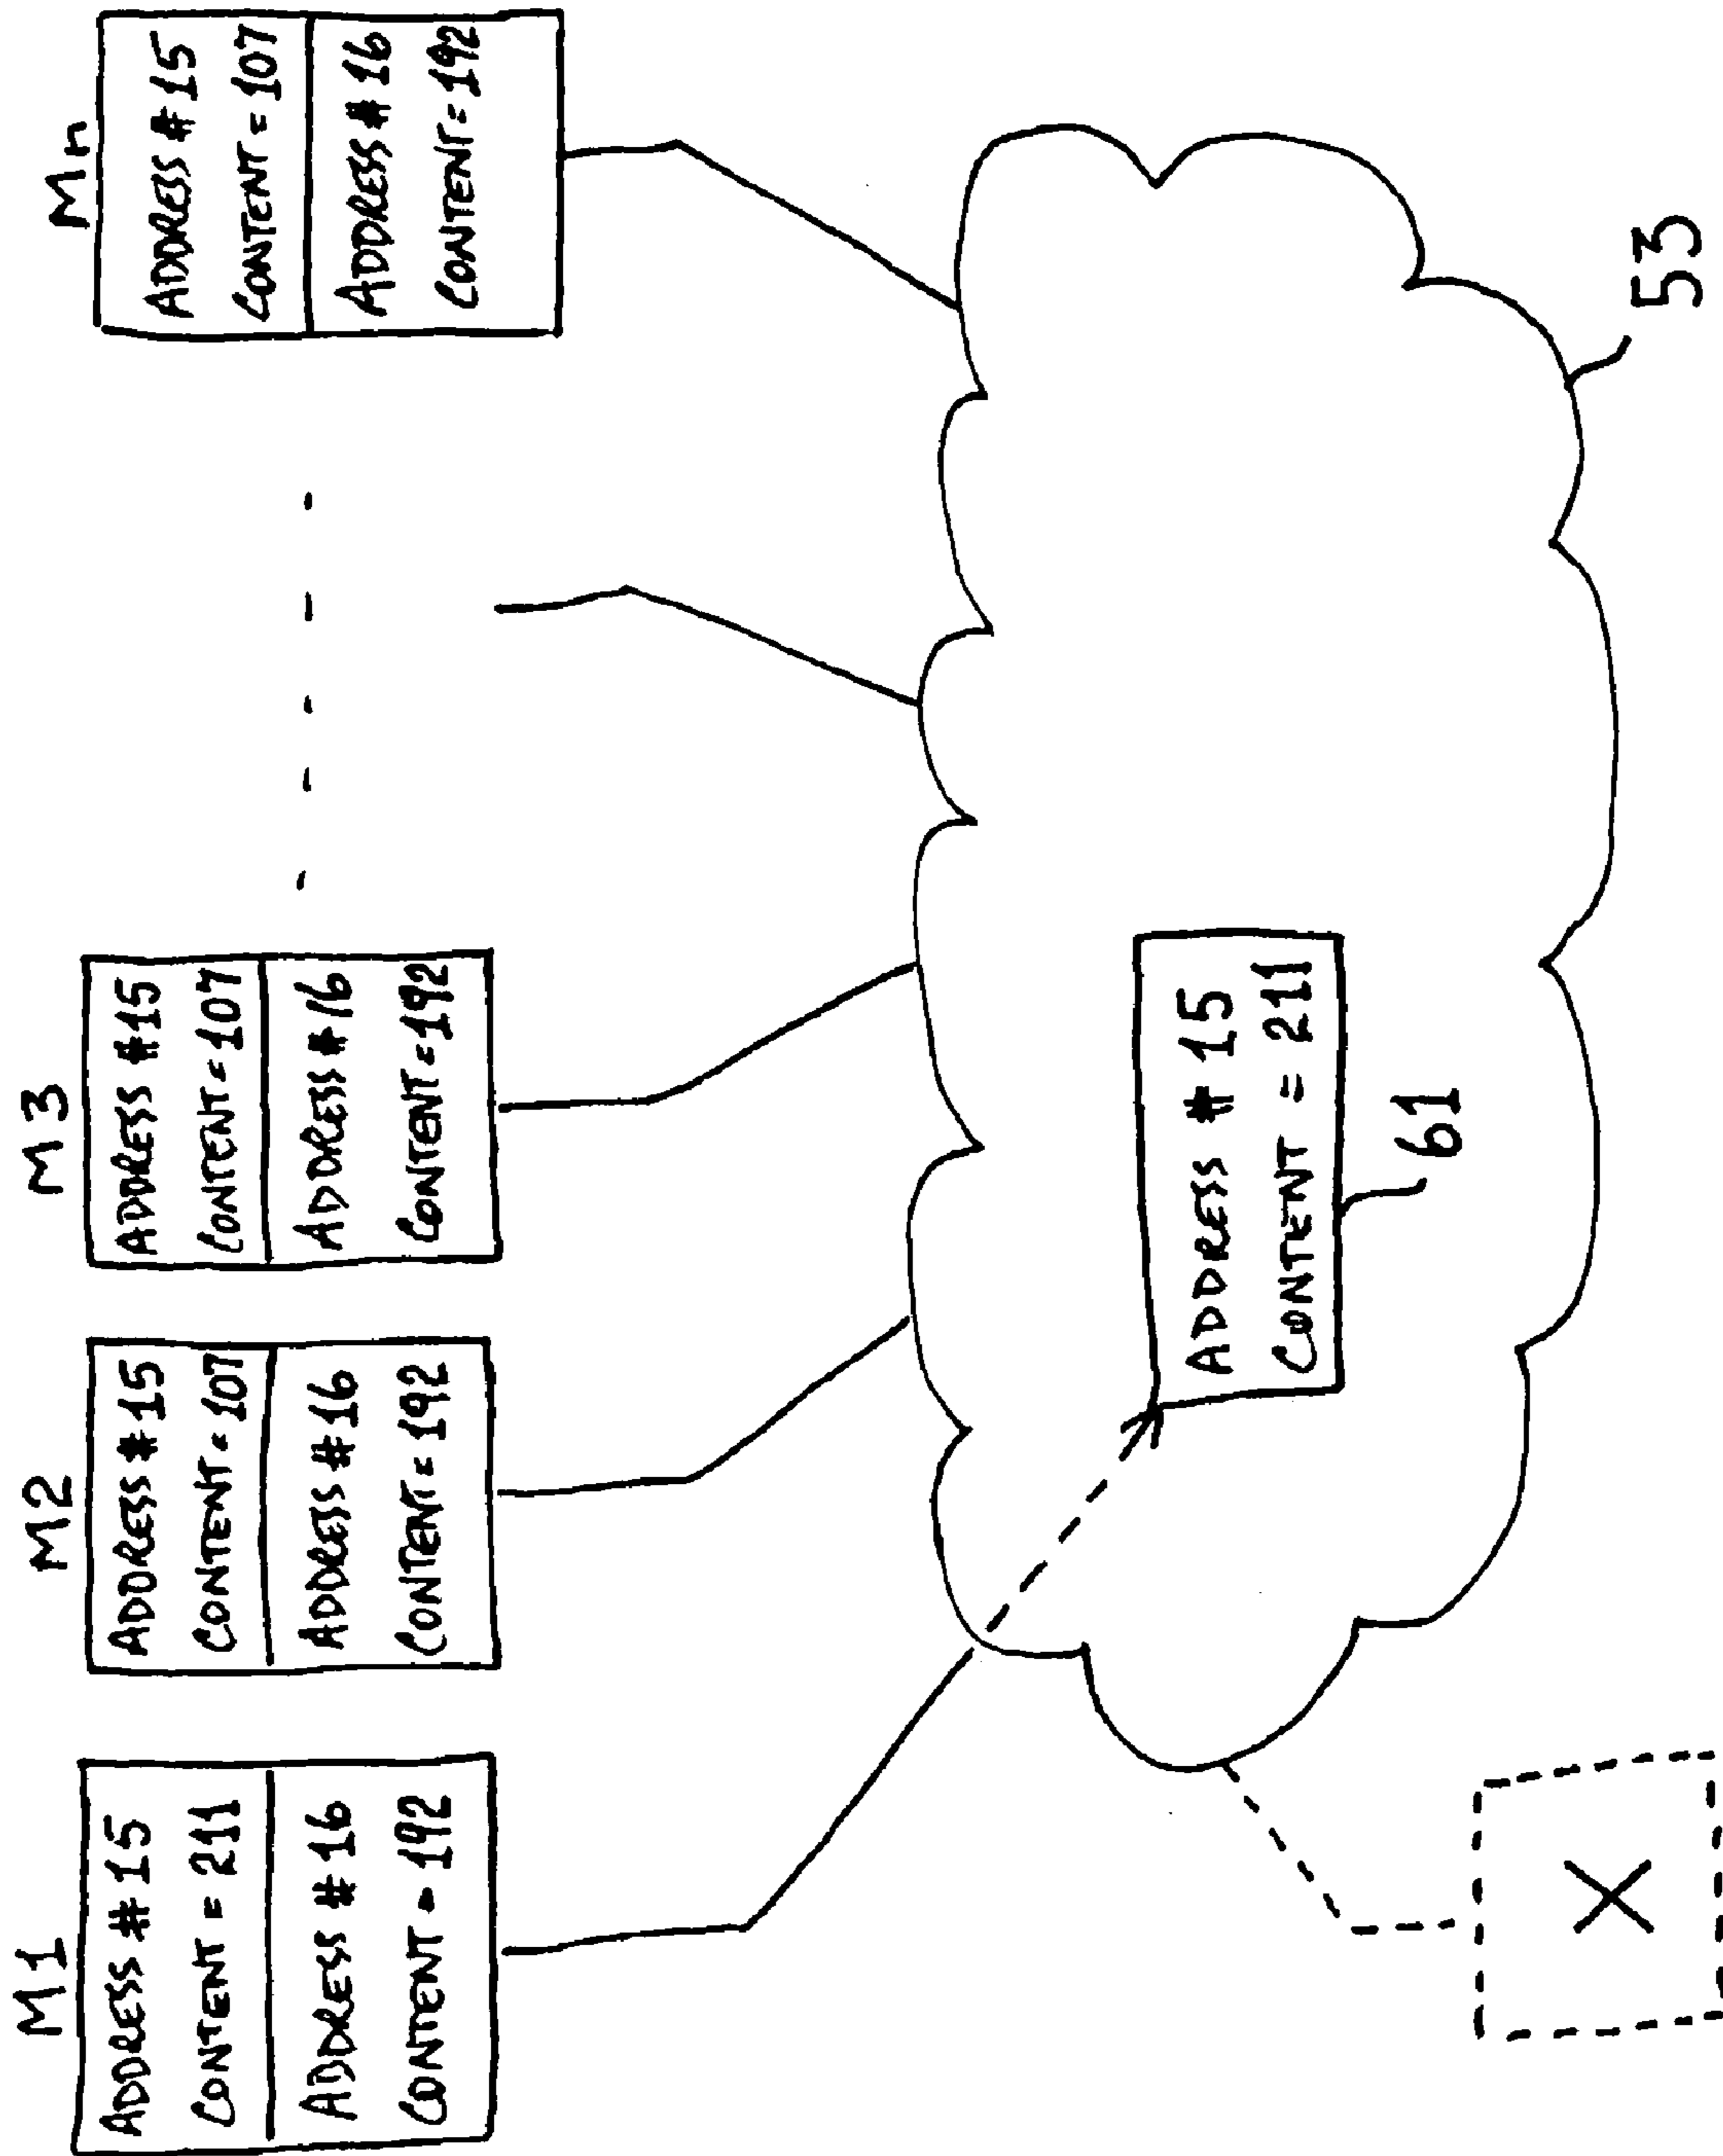 M1
ADDRESS # 15
CONTENT = 211
ADDRESS # 16
CONTENT = 192
M2
ADDRESS # 15
CONTENT = 107
ADDRESS # 16
CONTENT = 192
M3
ADDRESS # 15
CONTENT = 107
ADDRESS # 16
CONTENT = 192
Mn
ADDRESS # 15
CONTENT = 107
ADDRESS # 16
CONTENT = 192
ADDRESS # 15
CONTENT = 211
61
53
X